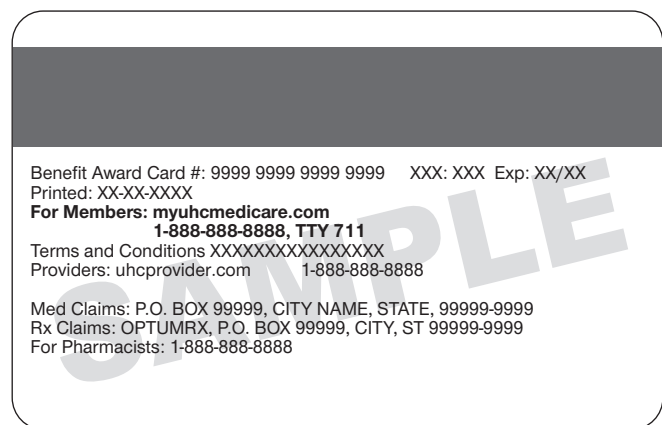 Benefit Award Card #: 9999 9999 9999 9999 XXX: XXX Exp: XX/XX
Printed: XX-XX-XXXX
For Members: myuhcmedicare.com
1-888-888-8888, TTY 711
Terms and Conditions XXXXXXXXXXXXXXXX
Providers: uhcprovider.com 1-888-888-8888
Med Claims: P.O. BOX 99999, CITY NAME, STATE, 99999-9999
Rx Claims: OPTUMRX, P.O. BOX 99999, CITY, ST 99999-9999
For Pharmacists: 1-888-888-8888
SAMPLE